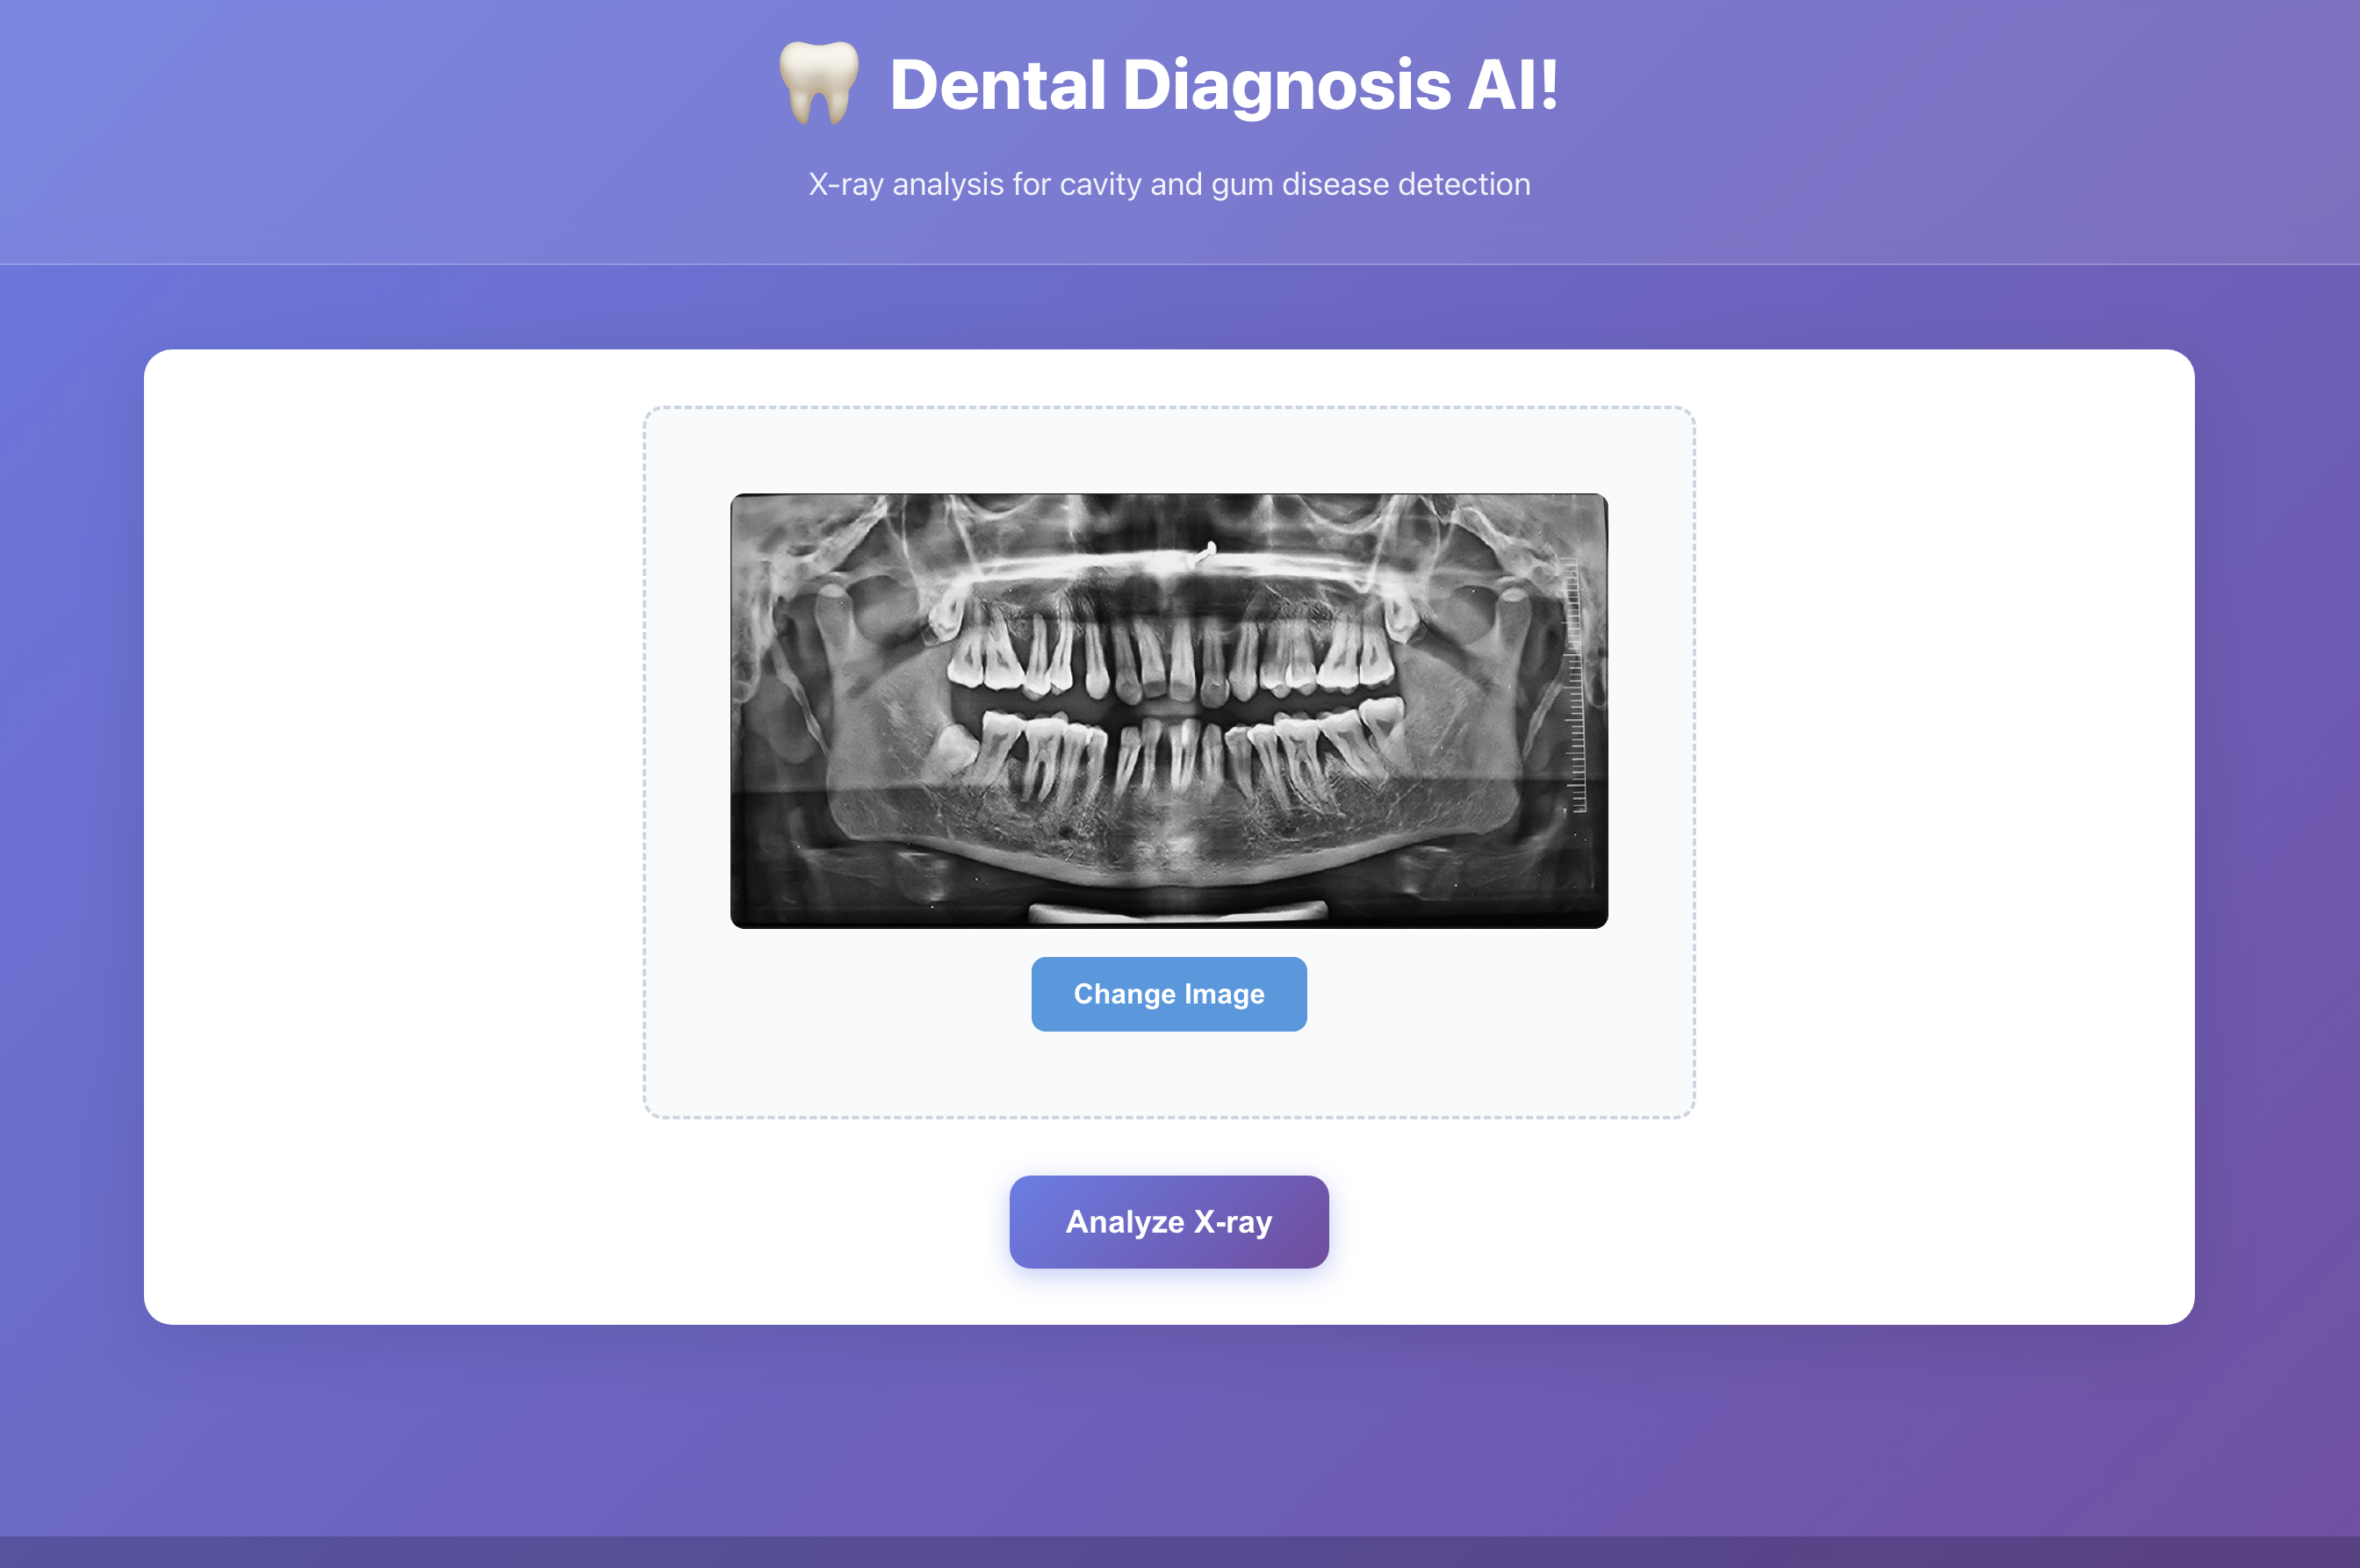 Dental Diagnosis AI!
X-ray analysis for cavity and gum disease detection
Change Image
Analyze X-ray